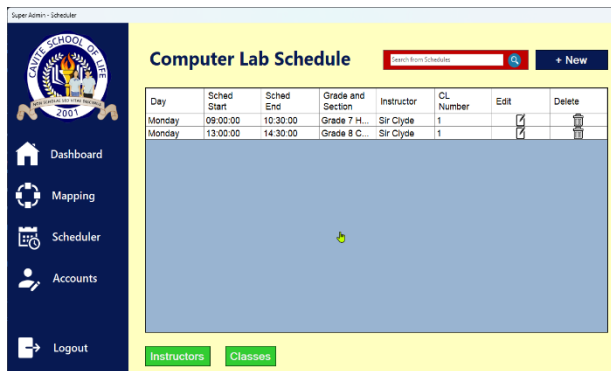 Super Admin - Scheduler
CAVITE SCHOOL OF LIFE
2001
Computer Lab Schedule
Search from Schedules
+ New
Day Sched Start Sched End Grade and Section Instructor CL Number Edit Delete
Monday 09:00:00 10:30:00 Grade 7 H... Sir Clyde 1
Monday 13:00:00 14:30:00 Grade 8 C... Sir Clyde 1
Dashboard
Mapping
Scheduler
Accounts
Logout
Instructors Classes